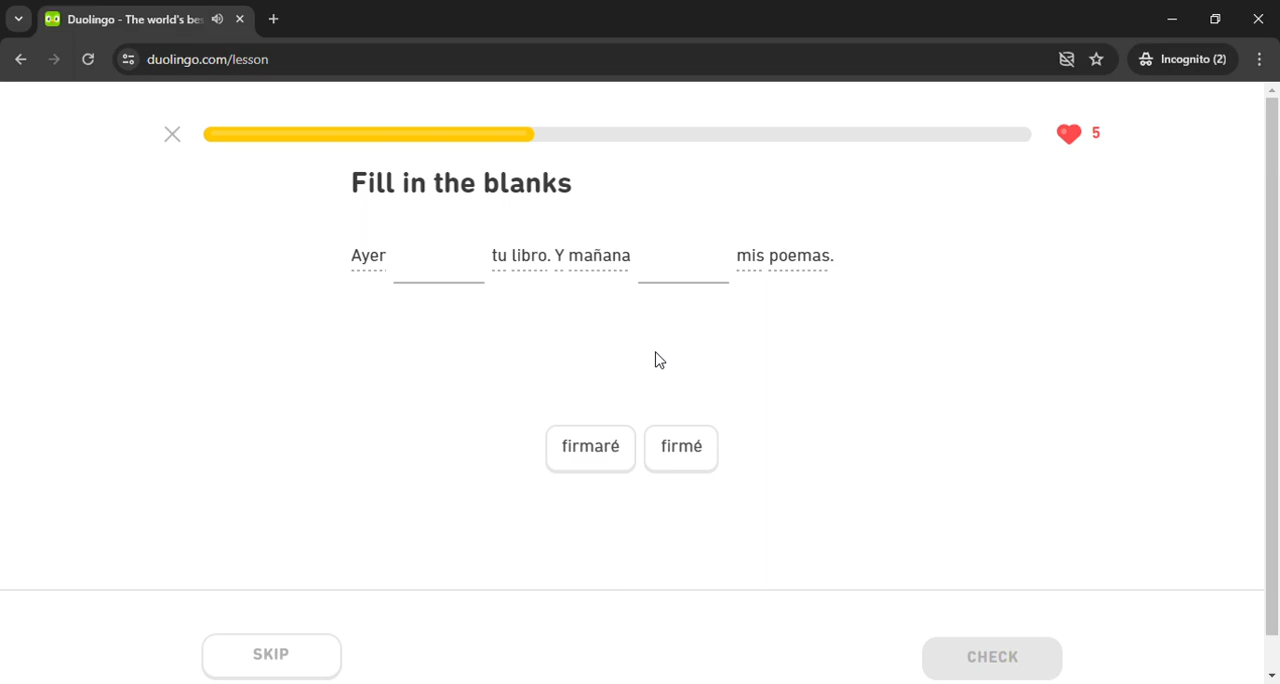 Duolingo - The world's bes
duolingo.com/lesson
Incognito (2)
5
Fill in the blanks
Ayer tu libro. Y mañana mis poemas.
firmaré firmé
SKIP CHECK